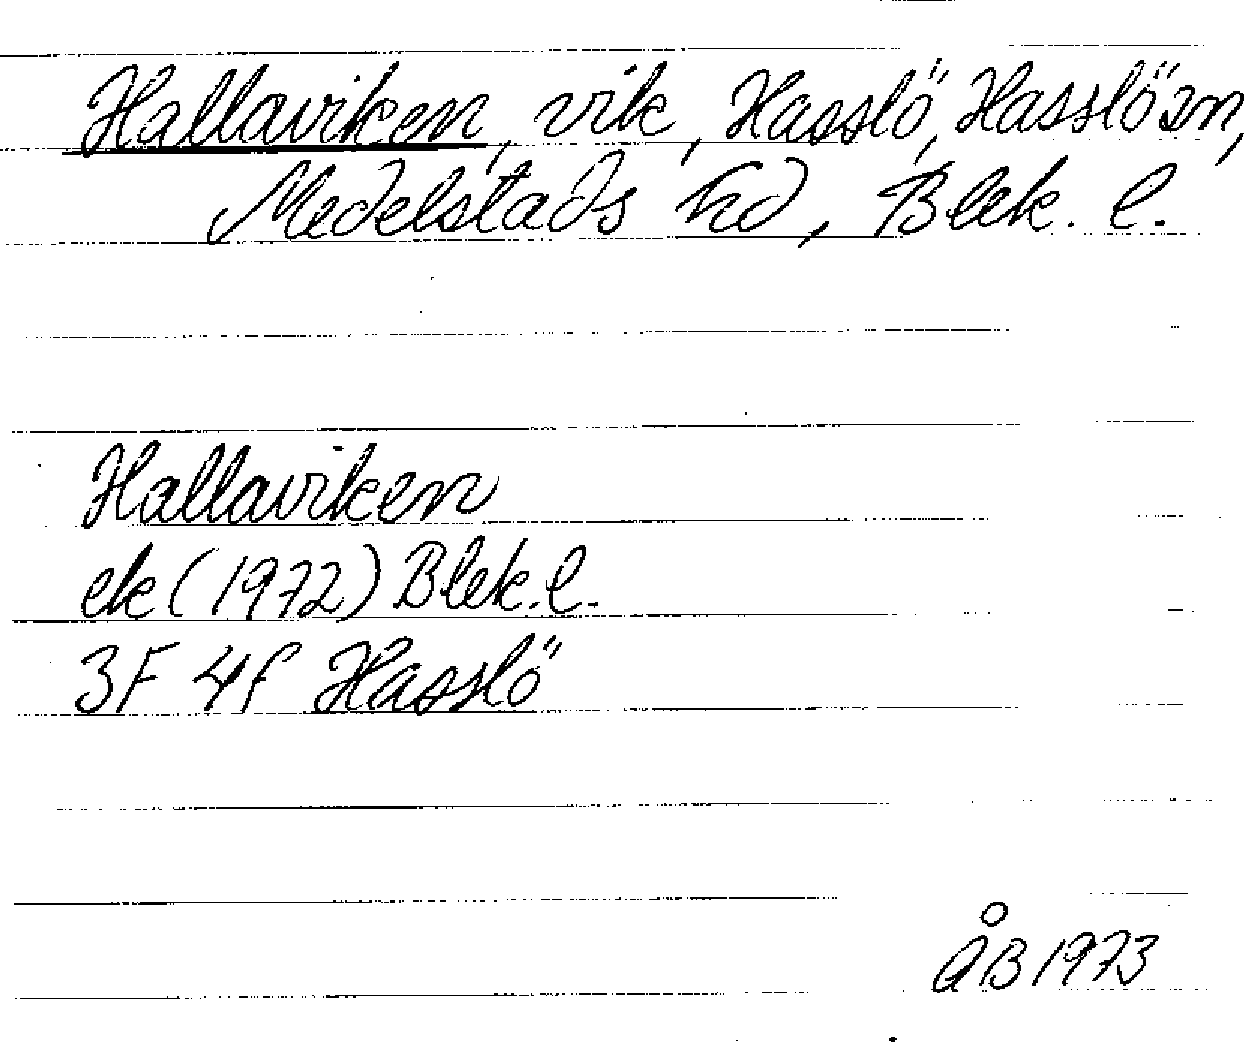 Hallaviken, vik, Hasslö, Hasslö sn,
Medelstads hd, Blek. l.
Hallaviken
ek (1972) Blek. l.
3F 4f Hasslö
ÅB 1973